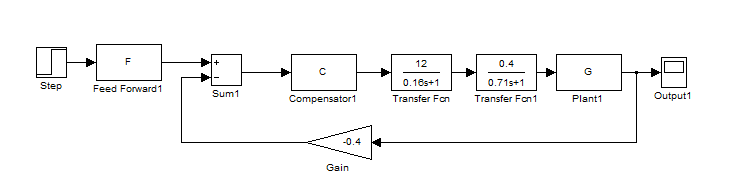 Step
F
Feed Forward1
+
−
Sum1
C
Compensator1
12
0.16s+1
Transfer Fcn
0.4
0.71s+1
Transfer Fcn1
G
Plant1
Output1
-0.4
Gain